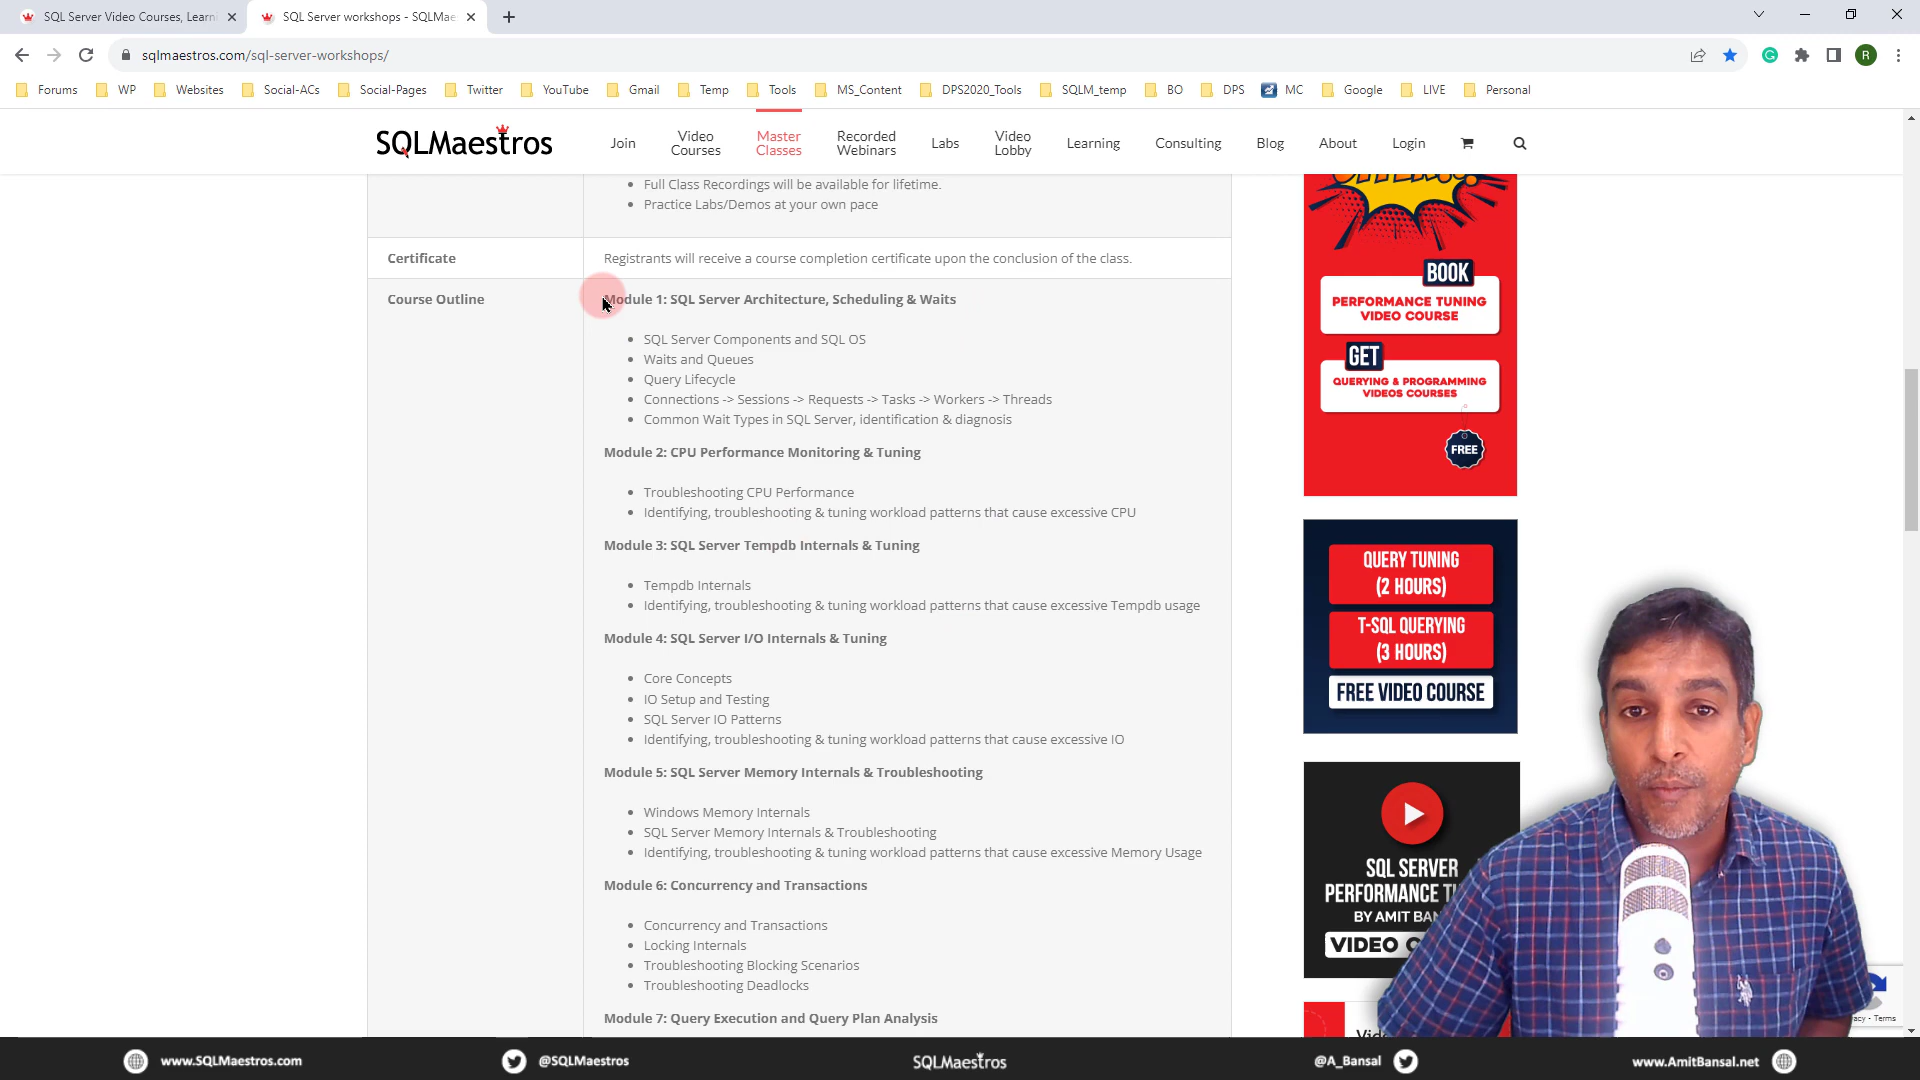 SQL Server Video Courses, Learni
SQL Server workshops - SQLMae
sqlmaestros.com/sql-server-workshops/
R
Forums
WP
Websites
Social-ACs
Social-Pages
Twitter
YouTube
Gmail
Temp
Tools
MS_Content
DPS2020_Tools
SQLM_temp
BO
DPS
MC
Google
LIVE
Personal
SQLMaestros
Join
Video Courses
Master Classes
Recorded Webinars
Labs
Video Lobby
Learning
Consulting
Blog
About
Login
Full Class Recordings will be available for lifetime.
Practice Labs/Demos at your own pace
Certificate
Registrants will receive a course completion certificate upon the conclusion of the class.
Course Outline
Module 1: SQL Server Architecture, Scheduling & Waits
SQL Server Components and SQL OS
Waits and Queues
Query Lifecycle
Connections -> Sessions -> Requests -> Tasks -> Workers -> Threads
Common Wait Types in SQL Server, identification & diagnosis
Module 2: CPU Performance Monitoring & Tuning
Troubleshooting CPU Performance
Identifying, troubleshooting & tuning workload patterns that cause excessive CPU
Module 3: SQL Server Tempdb Internals & Tuning
Tempdb Internals
Identifying, troubleshooting & tuning workload patterns that cause excessive Tempdb usage
Module 4: SQL Server I/O Internals & Tuning
Core Concepts
IO Setup and Testing
SQL Server IO Patterns
Identifying, troubleshooting & tuning workload patterns that cause excessive IO
Module 5: SQL Server Memory Internals & Troubleshooting
Windows Memory Internals
SQL Server Memory Internals & Troubleshooting
Identifying, troubleshooting & tuning workload patterns that cause excessive Memory Usage
Module 6: Concurrency and Transactions
Concurrency and Transactions
Locking Internals
Troubleshooting Blocking Scenarios
Troubleshooting Deadlocks
Module 7: Query Execution and Query Plan Analysis
BOOK
PERFORMANCE TUNING
VIDEO COURSE
GET
QUERYING & PROGRAMMING
VIDEOS COURSES
FREE
QUERY TUNING
(2 HOURS)
T-SQL QUERYING
(3 HOURS)
FREE VIDEO COURSE
SQL SERVER
PERFORMANCE T
BY AMIT BAN
VIDEO C
Vid
- Terms
www.SQLMaestros.com
@SQLMaestros
SQLMaestros
@A_Bansal
www.AmitBansal.net